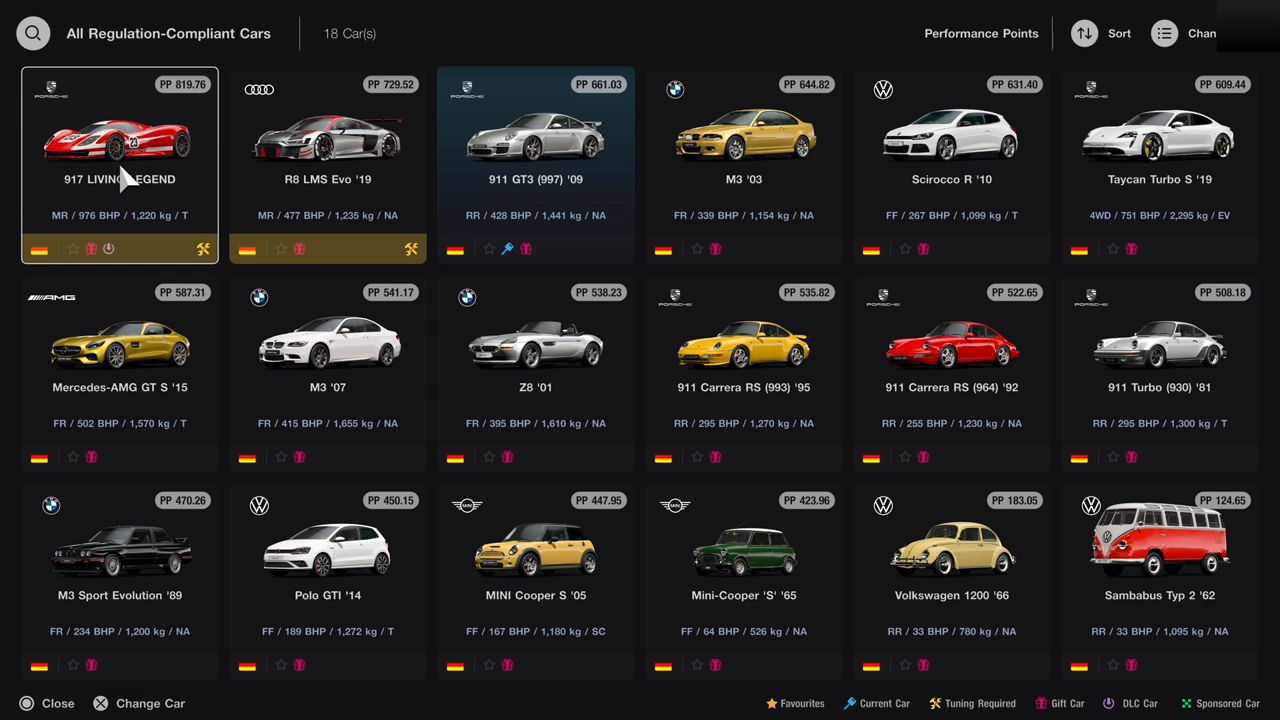 All Regulation-Compliant Cars
18 Car(s)
Performance Points
Sort
Chan
PORSCHE
PP 819.76
917 LIVING LEGEND
MR / 976 BHP / 1,220 kg / T
PP 729.52
R8 LMS Evo '19
MR / 477 BHP / 1,235 kg / NA
PORSCHE
PP 661.03
911 GT3 (997) '09
RR / 428 BHP / 1,441 kg / NA
PP 644.82
M3 '03
FR / 339 BHP / 1,154 kg / NA
PP 631.40
Scirocco R '10
FF / 267 BHP / 1,099 kg / T
PORSCHE
PP 609.44
Taycan Turbo S '19
4WD / 751 BHP / 2,295 kg / EV
AMG
PP 587.31
Mercedes-AMG GT S '15
FR / 502 BHP / 1,570 kg / T
PP 541.17
M3 '07
FR / 415 BHP / 1,655 kg / NA
PP 538.23
Z8 '01
FR / 395 BHP / 1,610 kg / NA
PORSCHE
PP 535.82
911 Carrera RS (993) '95
RR / 295 BHP / 1,270 kg / NA
PORSCHE
PP 522.65
911 Carrera RS (964) '92
RR / 255 BHP / 1,230 kg / NA
PORSCHE
PP 508.18
911 Turbo (930) '81
RR / 295 BHP / 1,300 kg / T
PP 470.26
M3 Sport Evolution '89
FR / 234 BHP / 1,200 kg / NA
PP 450.15
Polo GTI '14
FF / 189 BHP / 1,272 kg / T
MINI
PP 447.95
MINI Cooper S '05
FF / 167 BHP / 1,180 kg / SC
MINI
PP 423.96
Mini-Cooper 'S' '65
FF / 64 BHP / 526 kg / NA
PP 183.05
Volkswagen 1200 '66
RR / 33 BHP / 780 kg / NA
PP 124.65
Sambabus Typ 2 '62
RR / 33 BHP / 1,095 kg / NA
Close
Change Car
Favourites
Current Car
Tuning Required
Gift Car
DLC Car
Sponsored Car